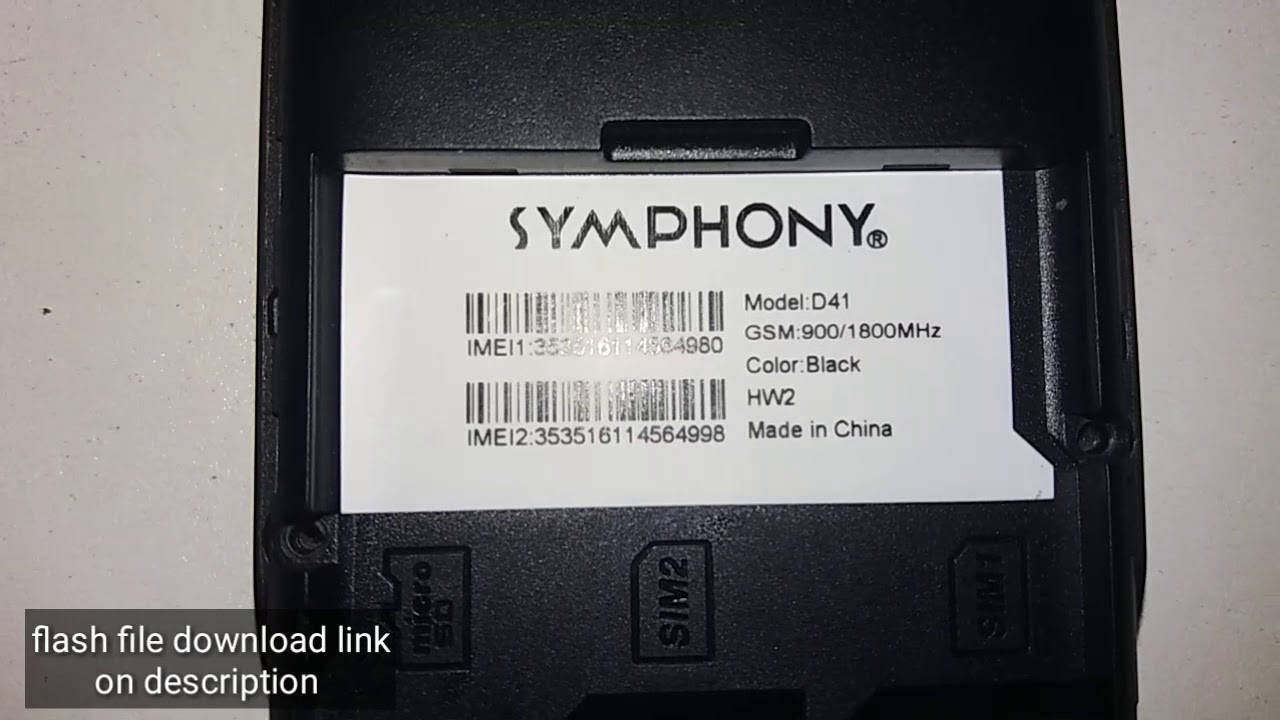 SYMPHONY®
IMEI1:353516114564980
IMEI2:353516114564998
Model:D41
GSM:900/1800MHz
Color:Black
HW2
Made in China
micro SD
SIM2
SIM1
flash file download link
on description